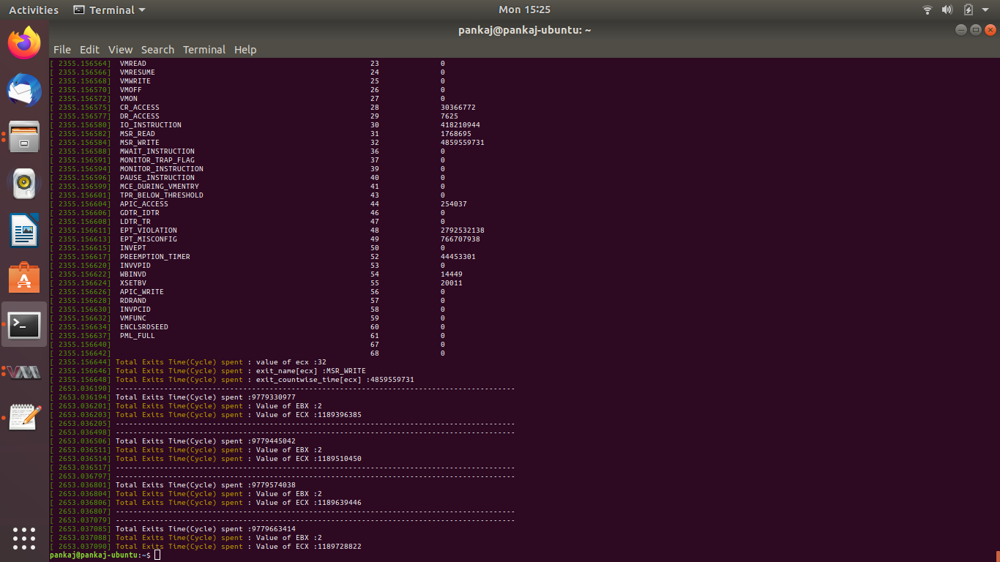 Activities Terminal Mon 15:25
pankaj@pankaj-ubuntu: ~
File Edit View Search Terminal Help
[ 2355.156564] VMREAD 23 0
[ 2355.156566] VMRESUME 24 0
[ 2355.156568] VMWRITE 25 0
[ 2355.156570] VMOFF 26 0
[ 2355.156572] VMON 27 0
[ 2355.156575] CR_ACCESS 28 30366772
[ 2355.156577] DR_ACCESS 29 7625
[ 2355.156580] IO_INSTRUCTION 30 418210944
[ 2355.156582] MSR_READ 31 1768695
[ 2355.156584] MSR_WRITE 32 4859559731
[ 2355.156588] MWAIT_INSTRUCTION 36 0
[ 2355.156591] MONITOR_TRAP_FLAG 37 0
[ 2355.156594] MONITOR_INSTRUCTION 39 0
[ 2355.156596] PAUSE_INSTRUCTION 40 0
[ 2355.156599] MCE_DURING_VMENTRY 41 0
[ 2355.156601] TPR_BELOW_THRESHOLD 43 0
[ 2355.156604] APIC_ACCESS 44 254037
[ 2355.156606] GDTR_IDTR 46 0
[ 2355.156608] LDTR_TR 47 0
[ 2355.156611] EPT_VIOLATION 48 2792532138
[ 2355.156613] EPT_MISCONFIG 49 766707938
[ 2355.156615] INVEPT 50 0
[ 2355.156617] PREEMPTION_TIMER 52 44453301
[ 2355.156620] INVVPID 53 0
[ 2355.156622] WBINVD 54 14449
[ 2355.156624] XSETBV 55 20011
[ 2355.156626] APIC_WRITE 56 0
[ 2355.156628] RDRAND 57 0
[ 2355.156630] INVPCID 58 0
[ 2355.156632] VMFUNC 59 0
[ 2355.156634] ENCLSRDSEED 60 0
[ 2355.156637] PML_FULL 61 0
[ 2355.156640] 67 0
[ 2355.156642] 68 0
[ 2355.156644] Total Exits Time(Cycle) spent : value of ecx :32
[ 2355.156646] Total Exits Time(Cycle) spent : exit_name[ecx] :MSR_WRITE
[ 2355.156648] Total Exits Time(Cycle) spent : exit_countwise_time[ecx] :4859559731
[ 2653.036190] -------------------------------------------------------------------------------------------
[ 2653.036194] Total Exits Time(Cycle) spent :9779330977
[ 2653.036201] Total Exits Time(Cycle) spent : Value of EBX :2
[ 2653.036203] Total Exits Time(Cycle) spent : Value of ECX :1189396385
[ 2653.036205] -------------------------------------------------------------------------------------------
[ 2653.036498] -------------------------------------------------------------------------------------------
[ 2653.036506] Total Exits Time(Cycle) spent :9779445042
[ 2653.036511] Total Exits Time(Cycle) spent : Value of EBX :2
[ 2653.036514] Total Exits Time(Cycle) spent : Value of ECX :1189510450
[ 2653.036517] -------------------------------------------------------------------------------------------
[ 2653.036797] -------------------------------------------------------------------------------------------
[ 2653.036801] Total Exits Time(Cycle) spent :9779574038
[ 2653.036804] Total Exits Time(Cycle) spent : Value of EBX :2
[ 2653.036806] Total Exits Time(Cycle) spent : Value of ECX :1189639446
[ 2653.036807] -------------------------------------------------------------------------------------------
[ 2653.037079] -------------------------------------------------------------------------------------------
[ 2653.037085] Total Exits Time(Cycle) spent :9779663414
[ 2653.037088] Total Exits Time(Cycle) spent : Value of EBX :2
[ 2653.037090] Total Exits Time(Cycle) spent : Value of ECX :1189728822
pankaj@pankaj-ubuntu:~$